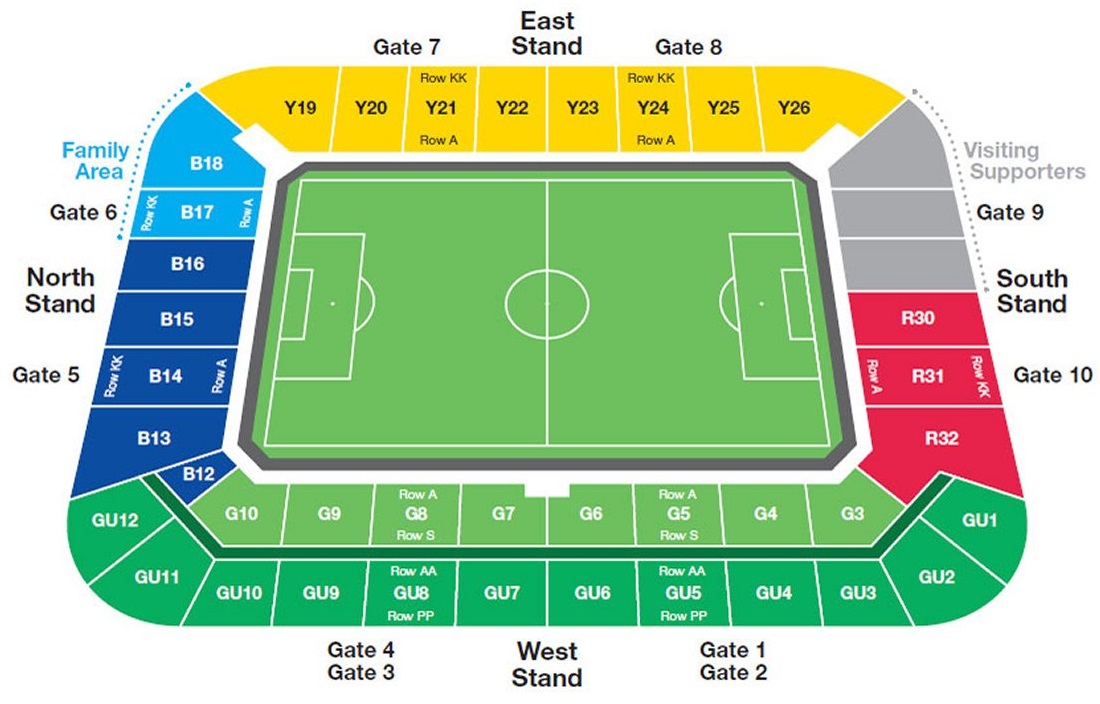 East
Stand
Gate 7
Gate 8
Row KK
Row KK
Y19
Y20
Y21
Y22
Y23
Y24
Y25
Y26
Row A
Row A
Family
Area
B18
Visiting
Supporters
Gate 6
Row KK
B17
Row A
Gate 9
North
Stand
B16
South
Stand
B15
R30
Gate 5
Row KK
B14
Row A
Row A
R31
Row KK
Gate 10
B13
R32
B12
Row A
Row A
G10
G9
G8
G7
G6
G5
G4
G3
Row S
Row S
GU12
GU1
GU11
GU2
Row AA
Row AA
GU10
GU9
GU8
GU7
GU6
GU5
GU4
GU3
Row PP
Row PP
Gate 4
Gate 3
West
Stand
Gate 1
Gate 2